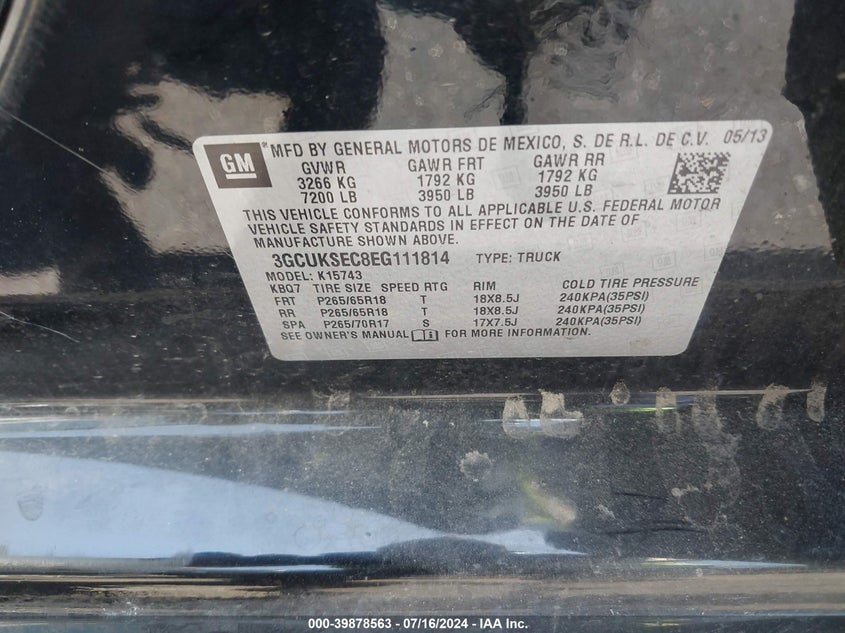 GM
MFD BY GENERAL MOTORS DE MEXICO, S. DE R.L. DE C.V. 05/13
GVWR GAWR FRT GAWR RR
3266 KG 1792 KG 1792 KG
7200 LB 3950 LB 3950 LB
THIS VEHICLE CONFORMS TO ALL APPLICABLE U.S. FEDERAL MOTOR
VEHICLE SAFETY STANDARDS IN EFFECT ON THE DATE OF
MANUFACTURE SHOWN ABOVE.
3GCUKSEC8EG111814 TYPE: TRUCK
MODEL: K15743
KBQ7 TIRE SIZE SPEED RTG RIM COLD TIRE PRESSURE
FRT P265/65R18 T 18X8.5J 240KPA(35PSI)
RR P265/65R18 T 18X8.5J 240KPA(35PSI)
SPA P265/70R17 S 17X7.5J 240KPA(35PSI)
SEE OWNER'S MANUAL FOR MORE INFORMATION.
000-39878563 / 07/16/2024 - IAA Inc.